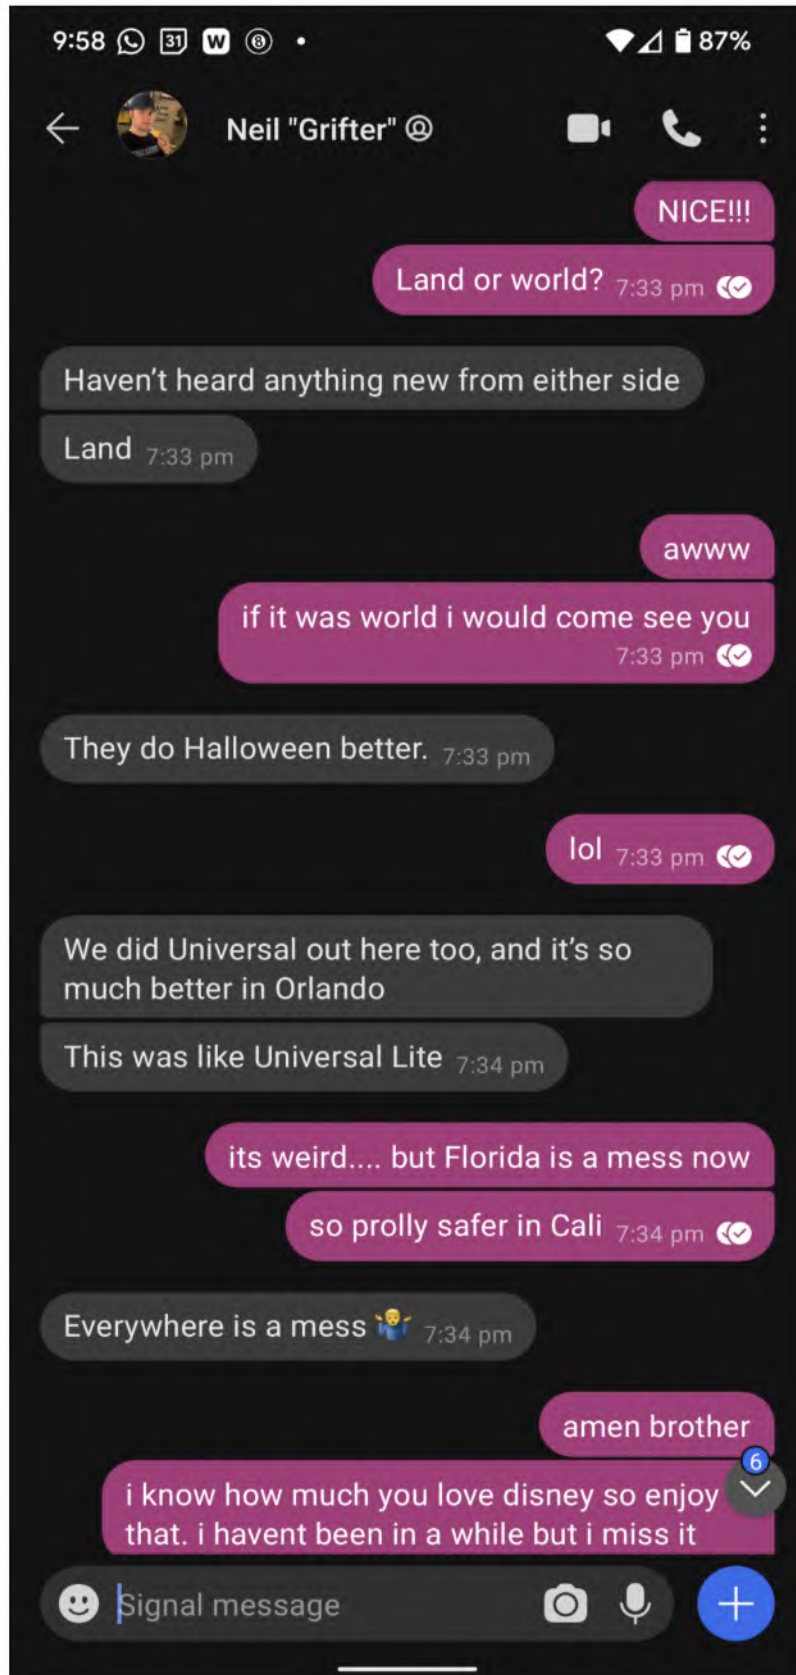 9:58 31 W 8 87%
Neil "Grifter"
NICE!!!
Land or world? 7:33 pm
Haven't heard anything new from either side
Land 7:33 pm
awww
if it was world i would come see you
7:33 pm
They do Halloween better. 7:33 pm
lol 7:33 pm
We did Universal out here too, and it's so
much better in Orlando
This was like Universal Lite 7:34 pm
its weird.... but Florida is a mess now
so prolly safer in Cali 7:34 pm
Everywhere is a mess 🤷‍♂️ 7:34 pm
amen brother
6
i know how much you love disney so enjoy
that. i havent been in a while but i miss it
Signal message